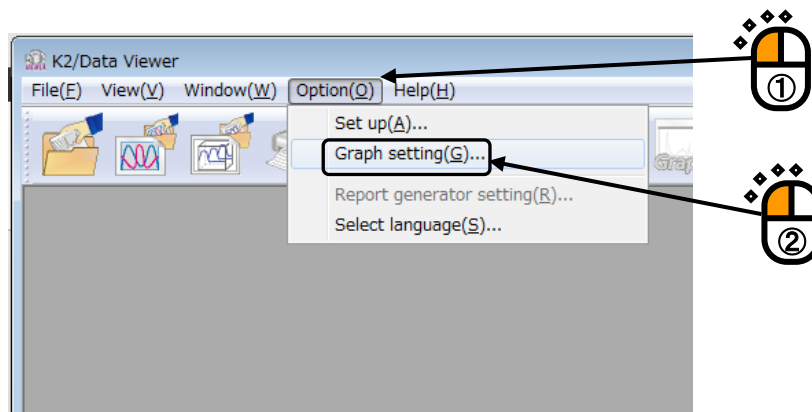 K2/Data Viewer
File(F) View(V) Window(W) Option(O) Help(H)
①
Set up(A)...
Graph setting(G)...
Grap
Report generator setting(R)...
Select language(S)...
②